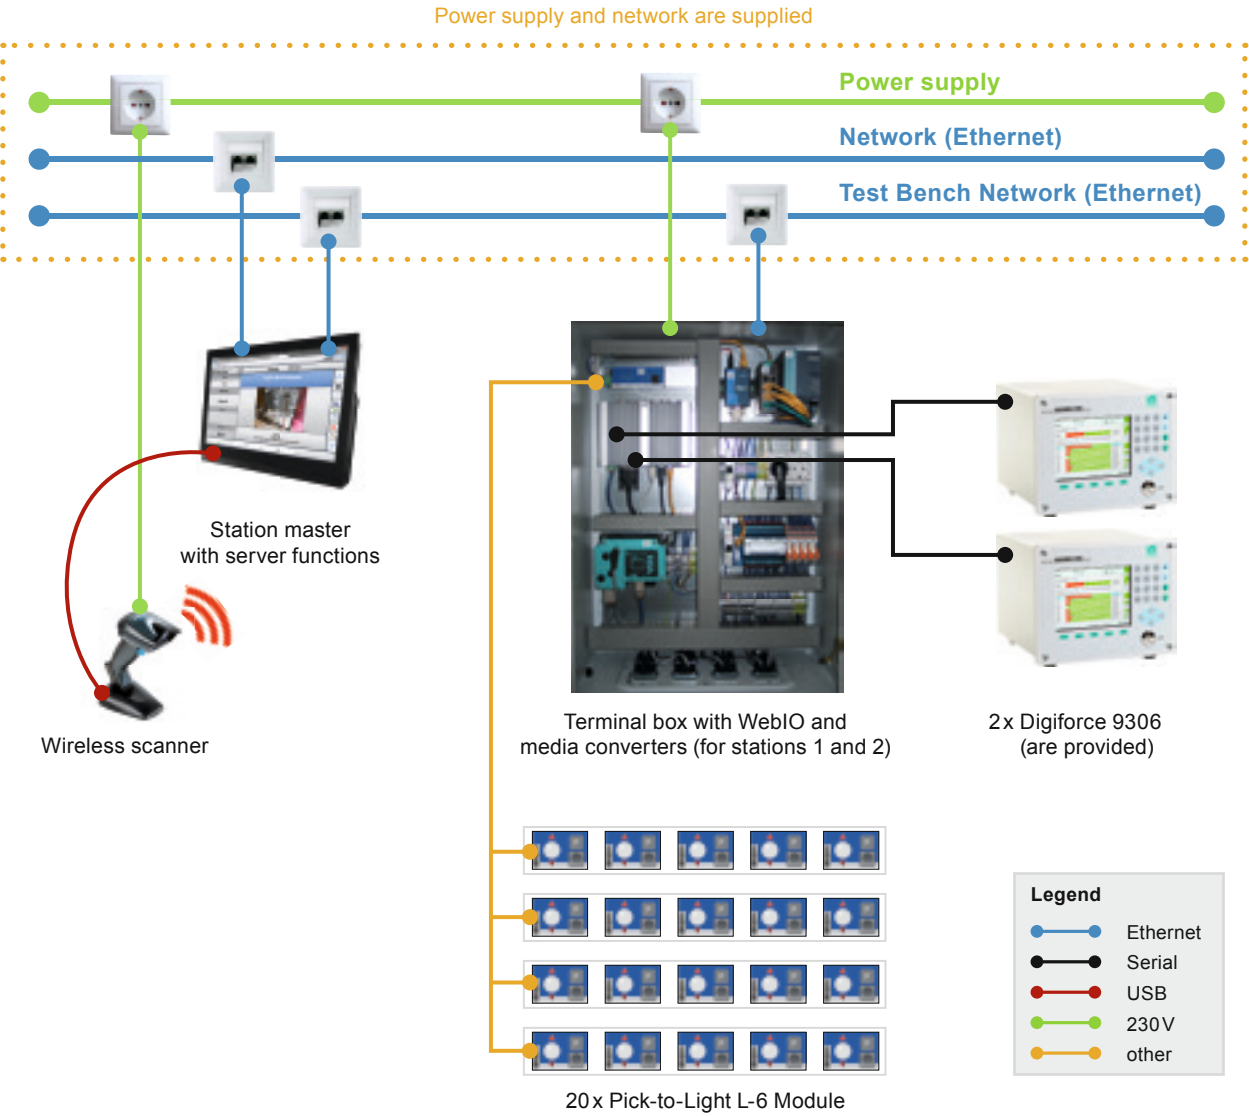 Power supply and network are supplied
Power supply
Network (Ethernet)
Test Bench Network (Ethernet)
Station master
with server functions
Wireless scanner
Terminal box with WebIO and
media converters (for stations 1 and 2)
2x Digiforce 9306
(are provided)
20x Pick-to-Light L-6 Module
Legend
Ethernet
Serial
USB
230V
other